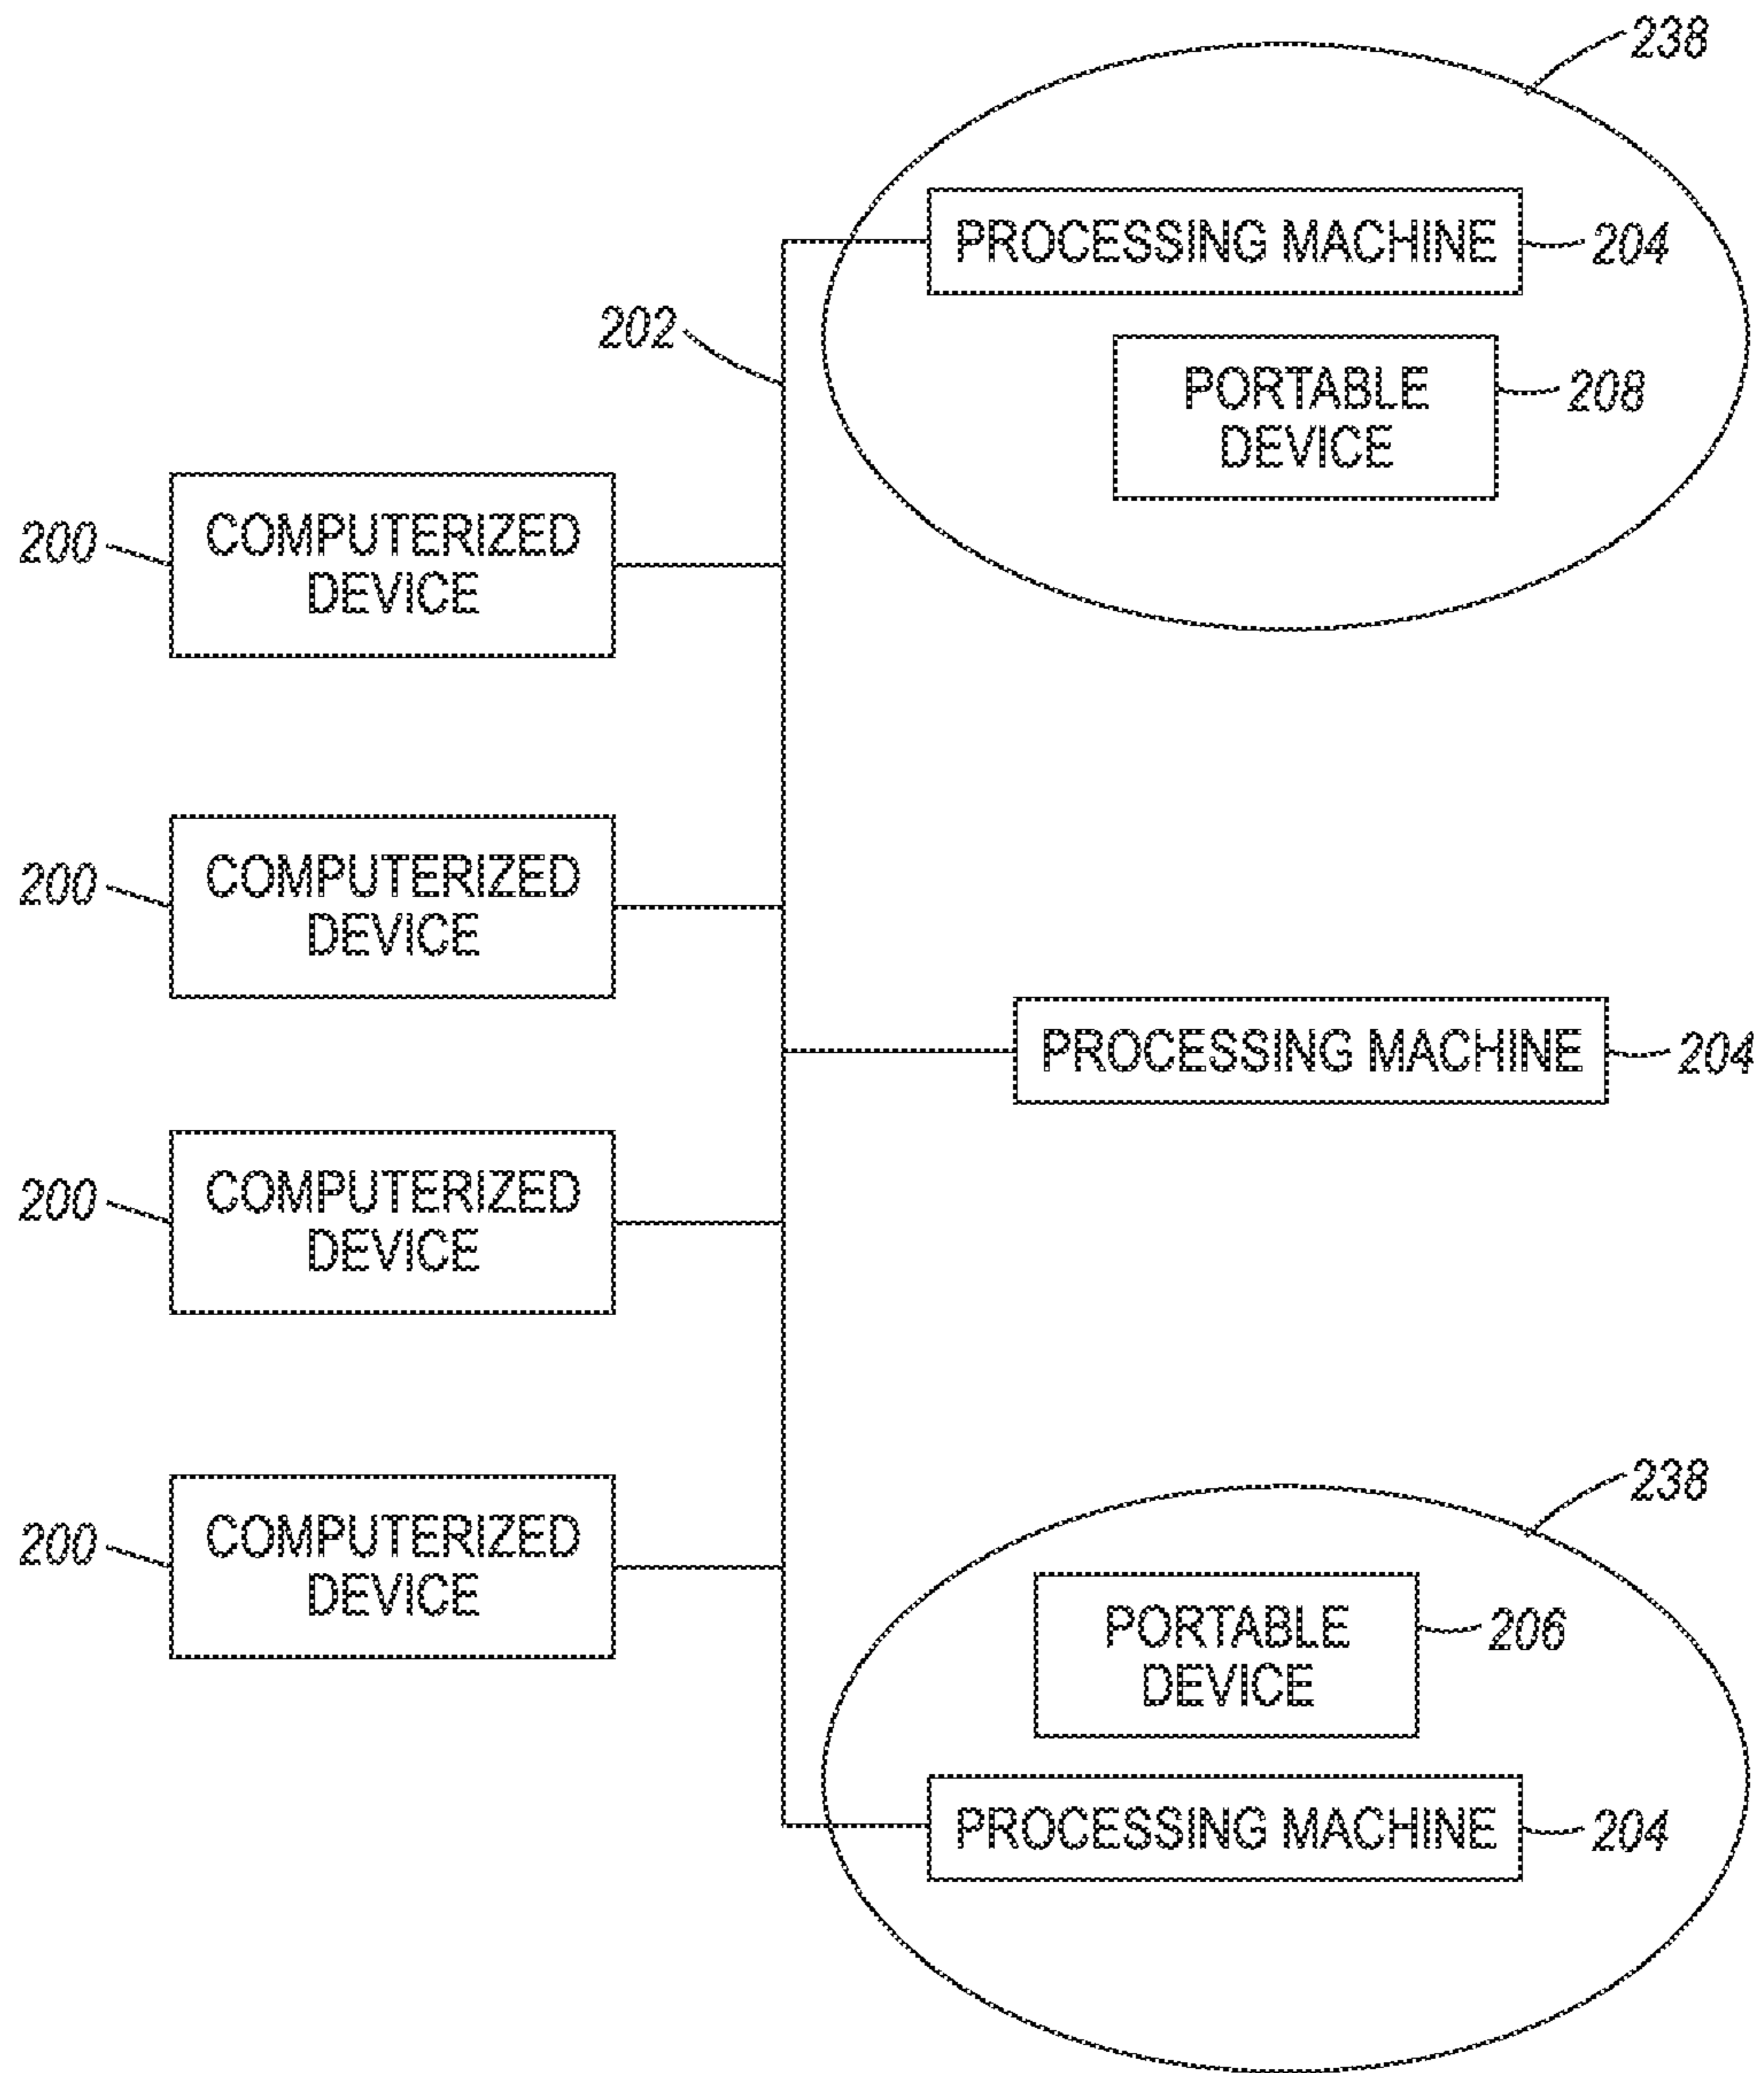 238
PROCESSING MACHINE
204
202
PORTABLE
DEVICE
208
200
COMPUTERIZED
DEVICE
200
COMPUTERIZED
DEVICE
PROCESSING MACHINE
204
200
COMPUTERIZED
DEVICE
238
200
COMPUTERIZED
DEVICE
PORTABLE
DEVICE
206
PROCESSING MACHINE
204